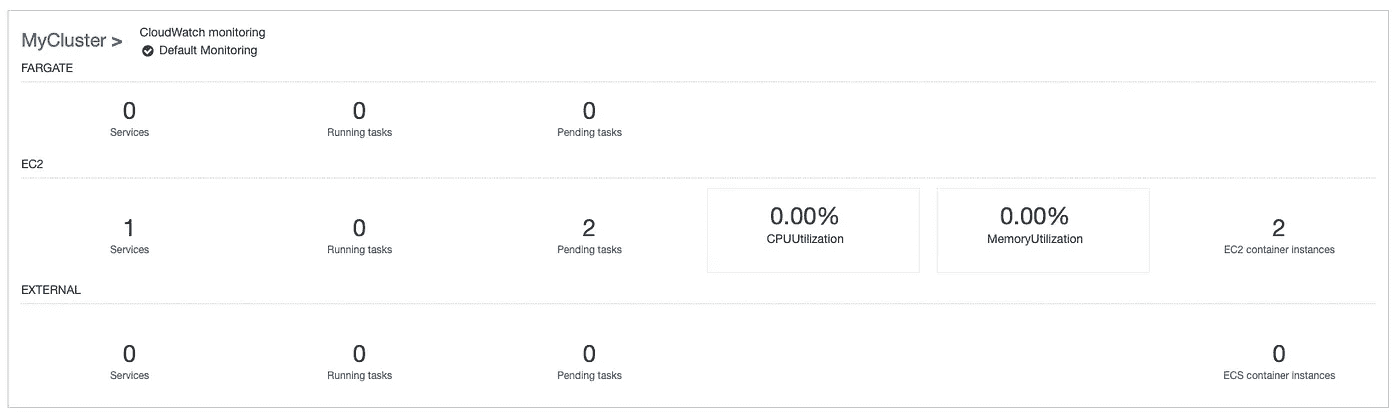 MyCluster >
CloudWatch monitoring
Default Monitoring
FARGATE
0 0 0
Services Running tasks Pending tasks
EC2
1 0 2 0.00% 0.00% 2
Services Running tasks Pending tasks CPUUtilization MemoryUtilization EC2 container instances
EXTERNAL
0 0 0 0
Services Running tasks Pending tasks ECS container instances